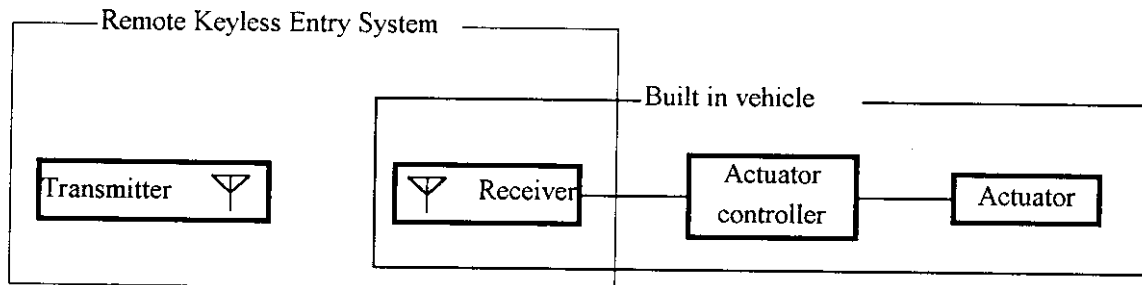 Remote Keyless Entry System
Built in vehicle
Transmitter
Receiver
Actuator
controller
Actuator